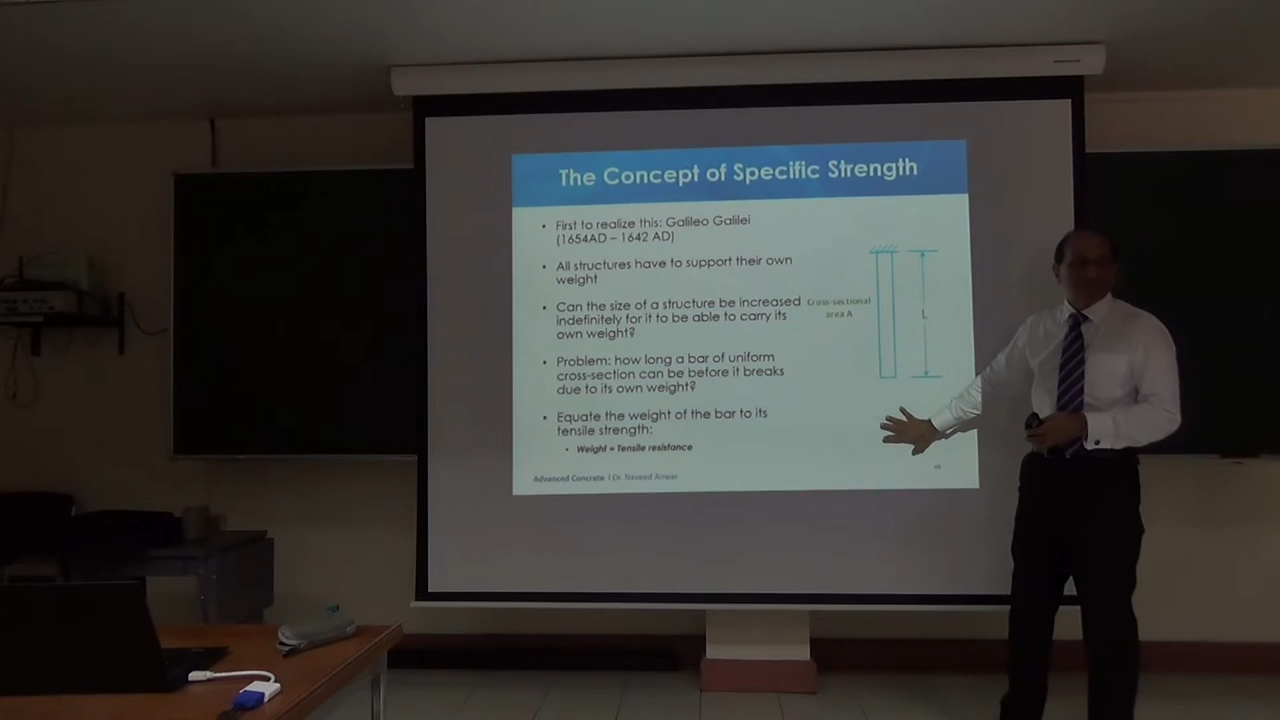 The Concept of Specific Strength
• First to realize this: Galileo Galilei
(1654AD – 1642 AD)
• All structures have to support their own
weight
• Can the size of a structure be increased
indefinitely for it to be able to carry its
own weight?
• Problem: how long a bar of uniform
cross-section can be before it breaks
due to its own weight?
• Equate the weight of the bar to its
tensile strength:
• Weight = Tensile resistance
Cross-sectional
area A
L
Advanced Concrete I Dr. Naveed Anwar